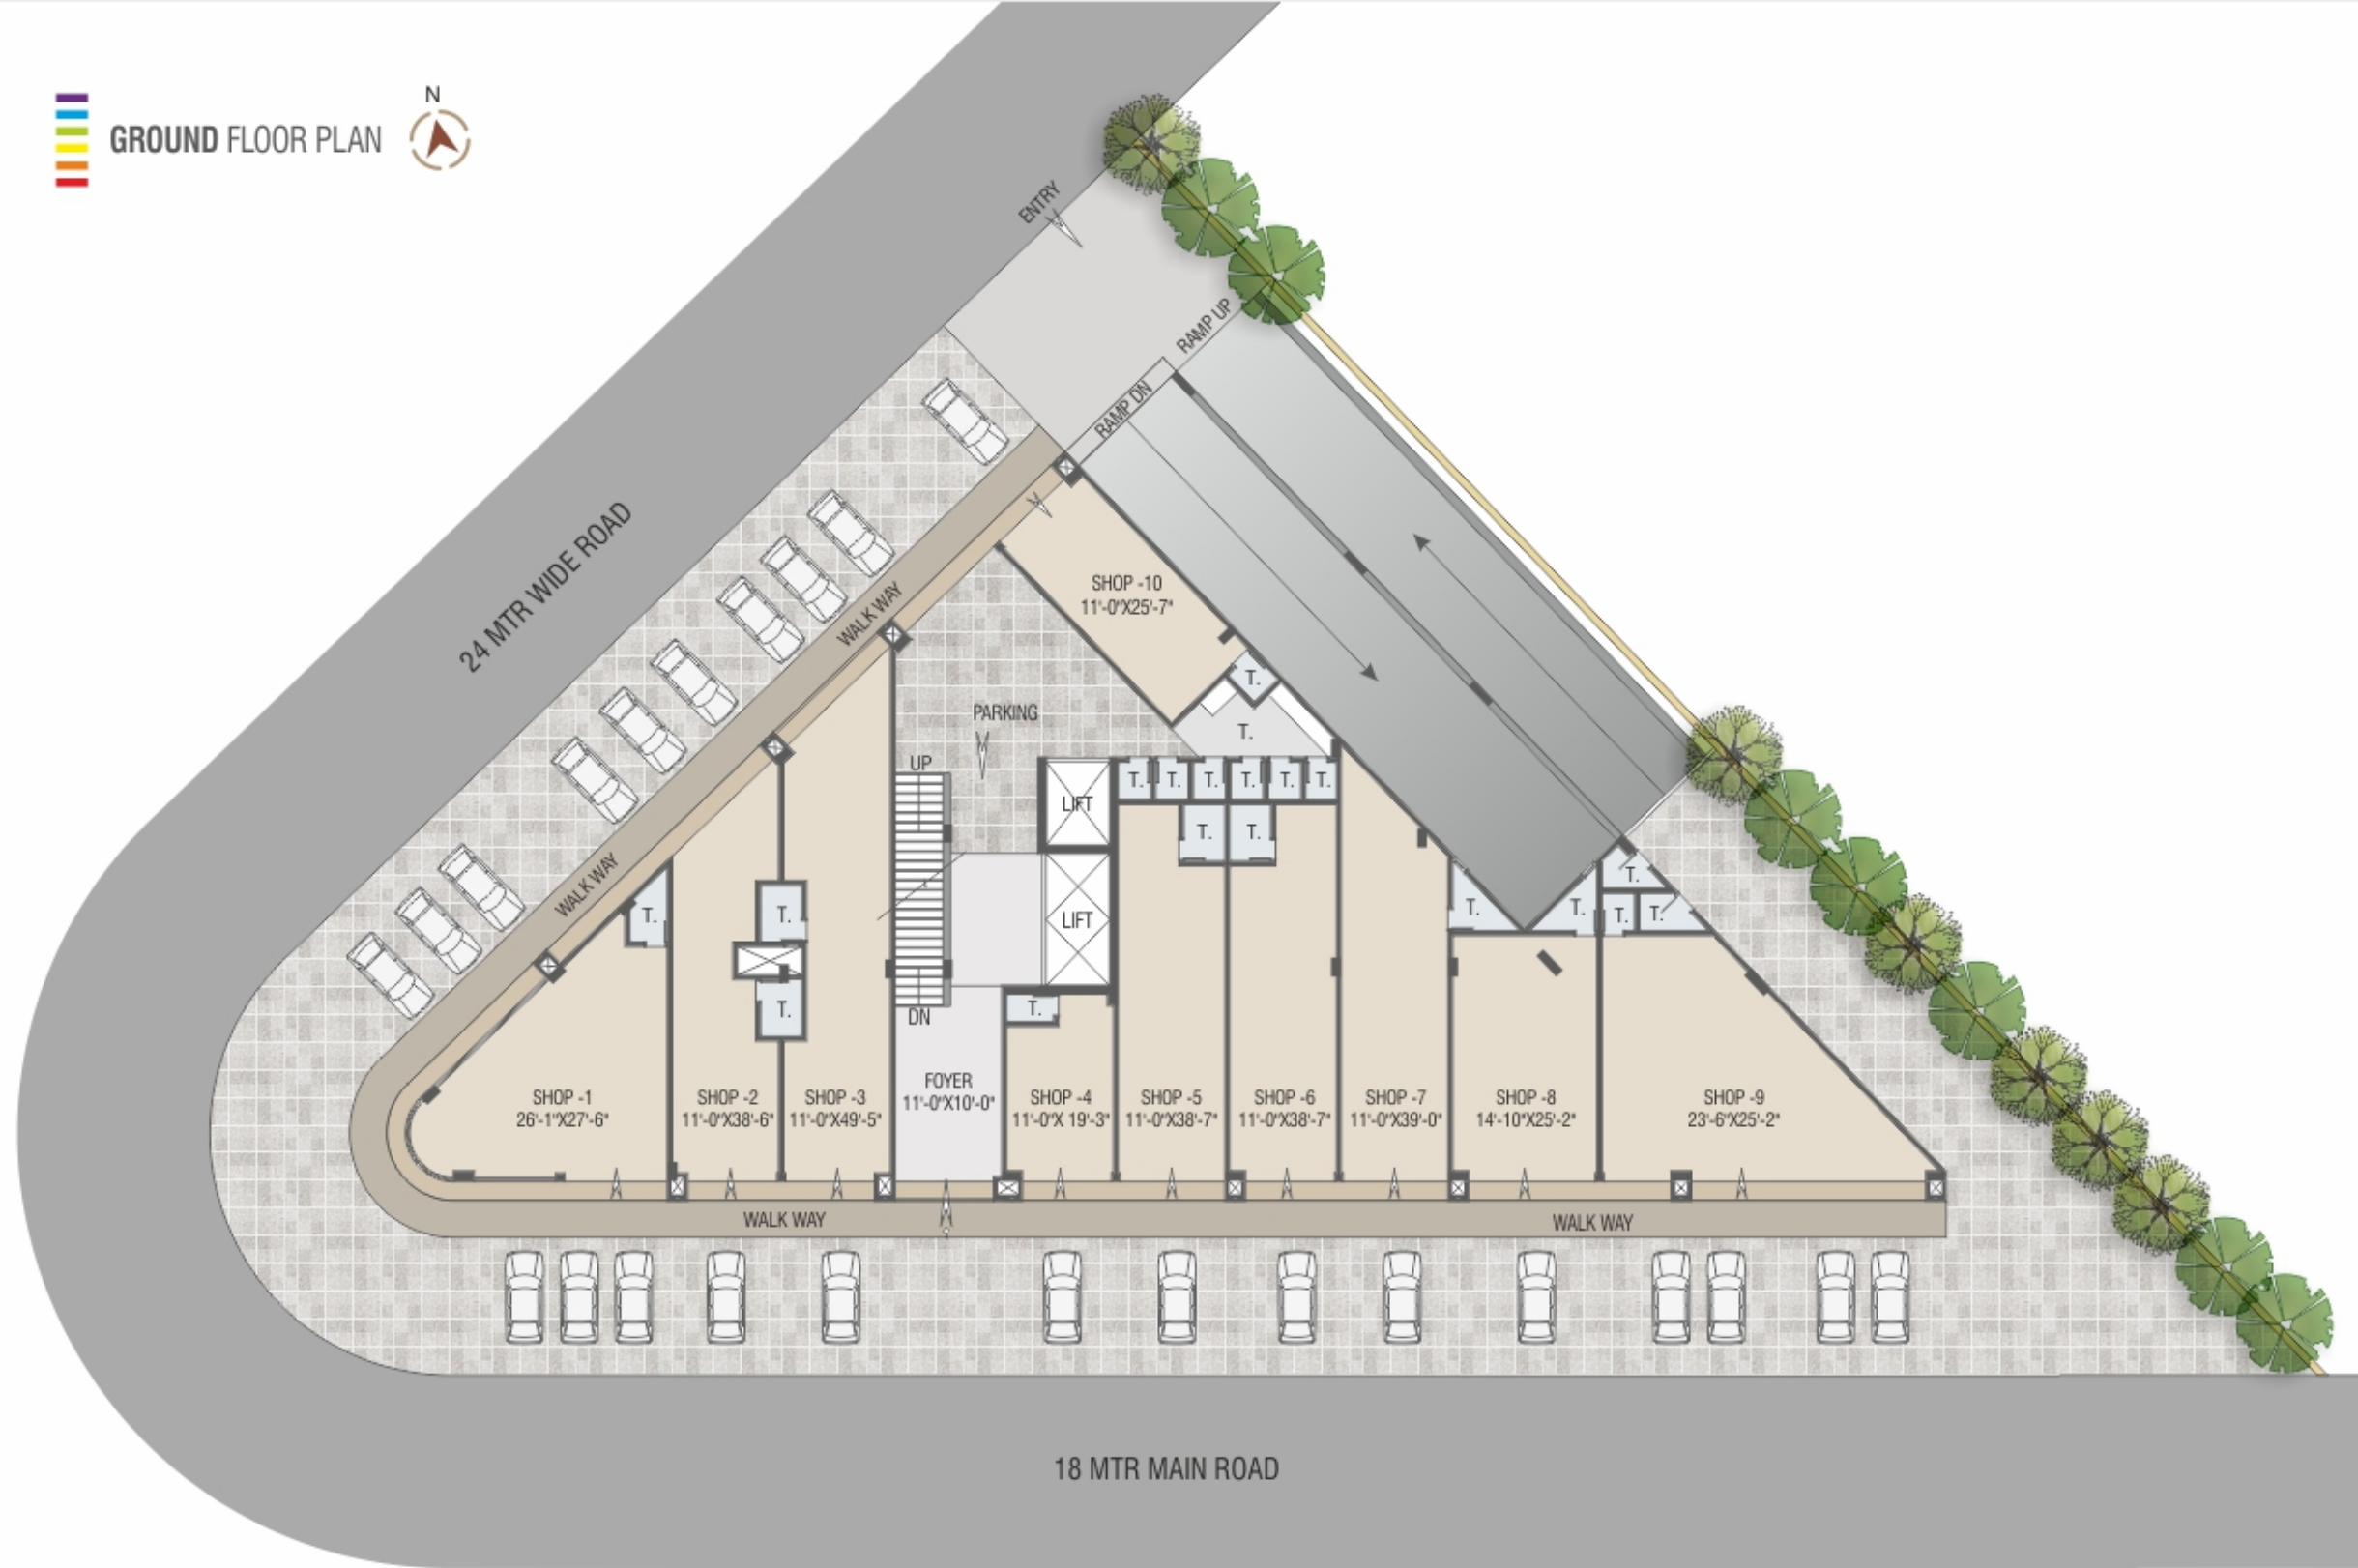 N
GROUND FLOOR PLAN
ENTRY
RAMP UP
RAMP DN
24 MTR WIDE ROAD
WALK WAY
SHOP -10
11'-0"X25'-7"
T.
T.
PARKING
UP
LIFT
T.
T.
T.
T.
T.
T.
T.
T.
WALK WAY
T.
T.
LIFT
T.
T.
T.
T.
T.
T.
T.
DN
FOYER
11'-0"X10'-0"
SHOP -1
26'-1"X27'-6"
SHOP -2
11'-0"X38'-6"
SHOP -3
11'-0"X49'-5"
SHOP -4
11'-0"X 19'-3"
SHOP -5
11'-0"X38'-7"
SHOP -6
11'-0"X38'-7"
SHOP -7
11'-0"X39'-0"
SHOP -8
14'-10"X25'-2"
SHOP -9
23'-6"X25'-2"
WALK WAY
WALK WAY
18 MTR MAIN ROAD